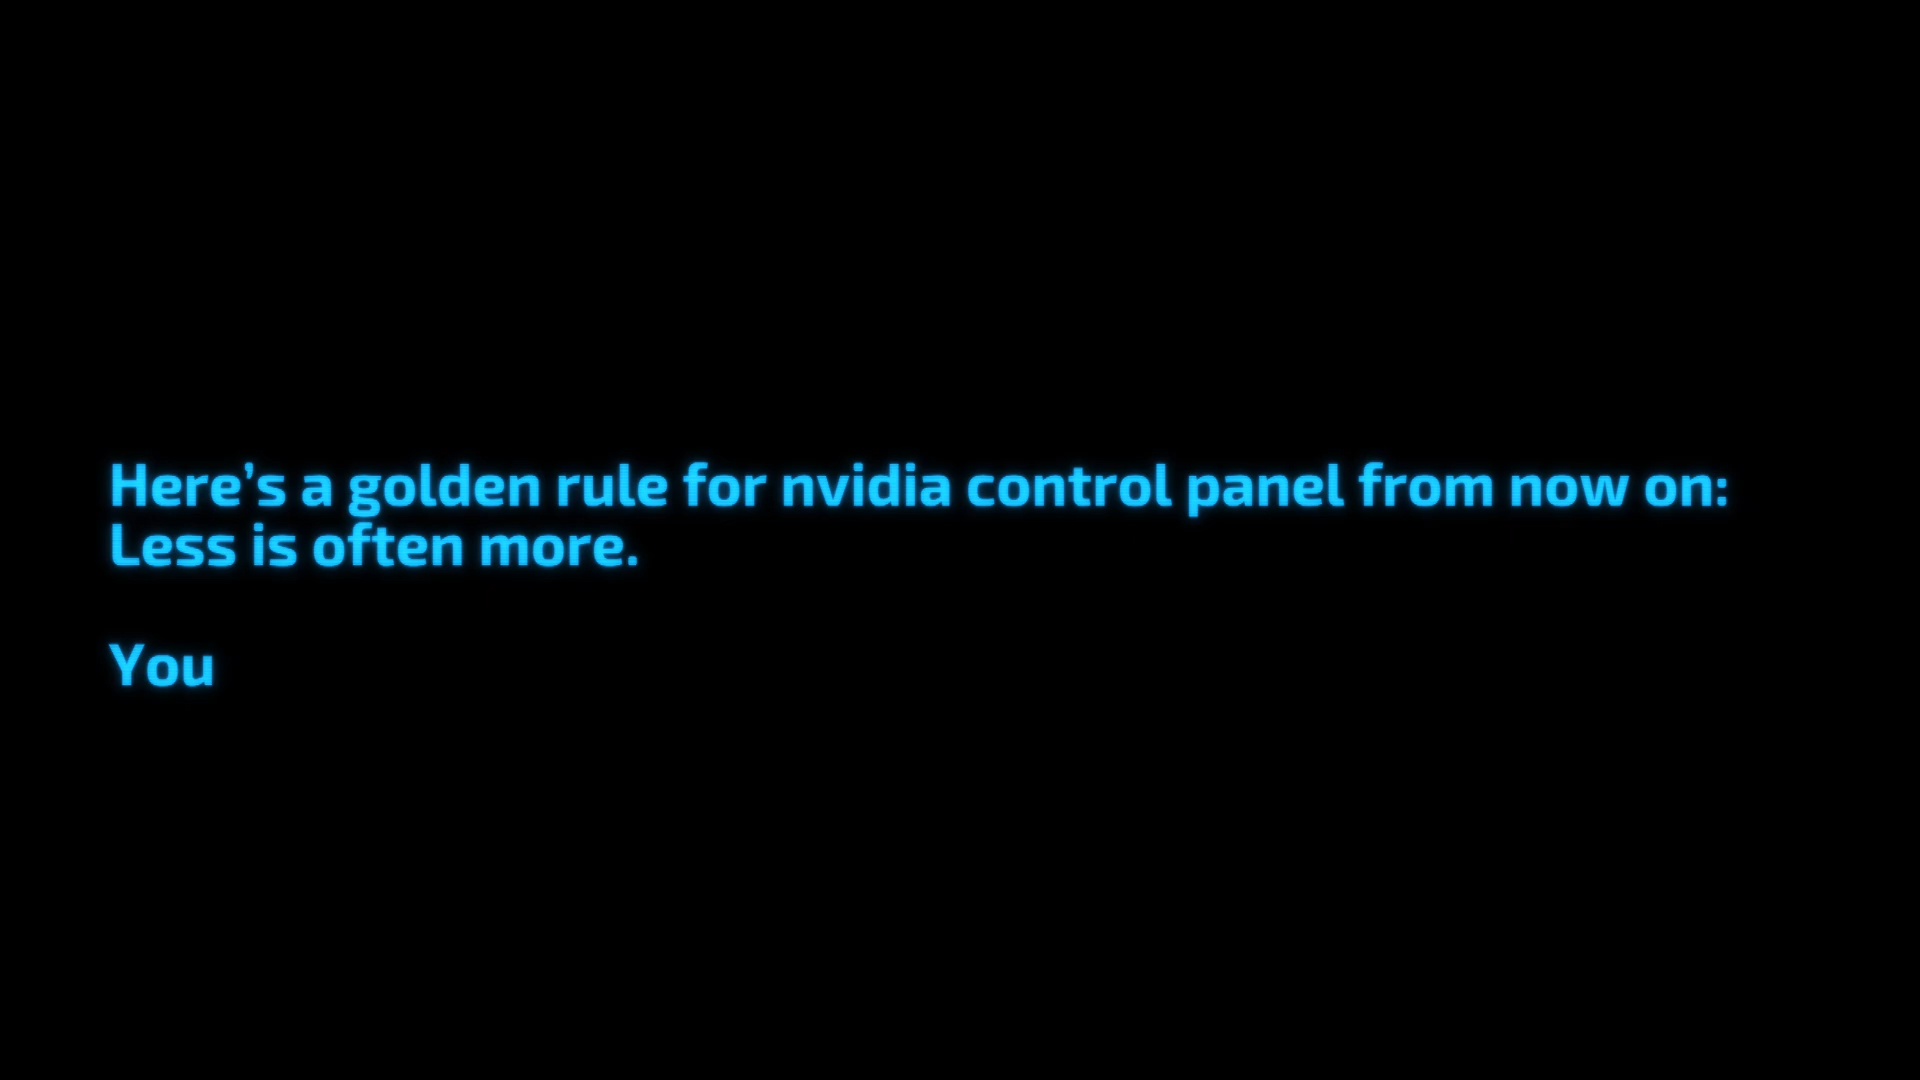 Here’s a golden rule for nvidia control panel from now on:
Less is often more.
You